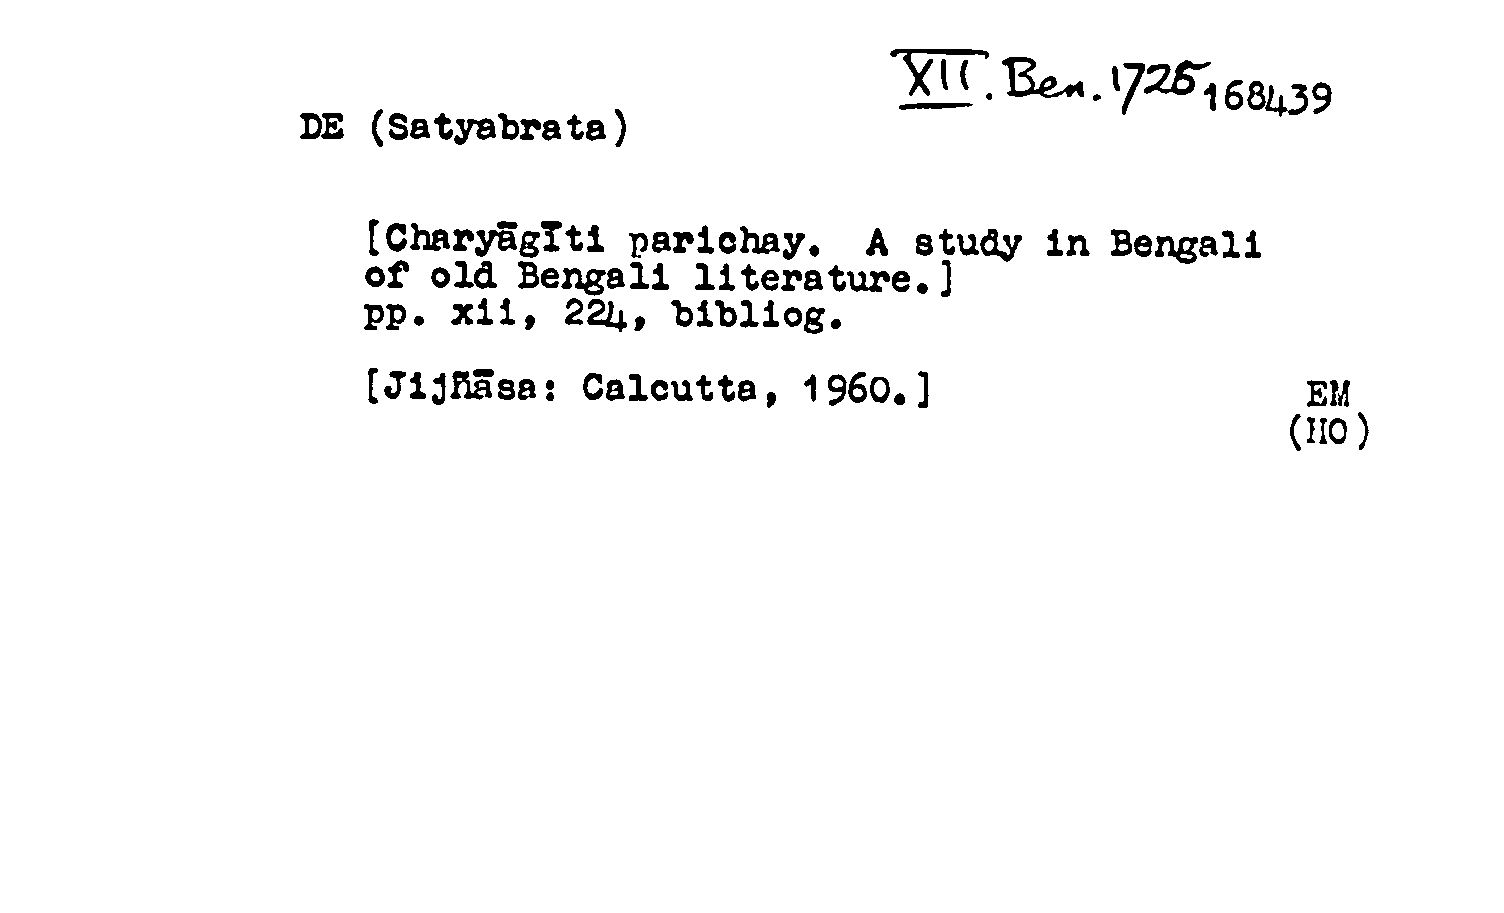 XII. Ben. 1725 168439
DE (Satyabrata)
[Charyāgīti parichay. A study in Bengali
of old Bengali literature.]
pp. xii, 224, bibliog.
[Jijñāsa: Calcutta, 1960.]
EM
(HO)